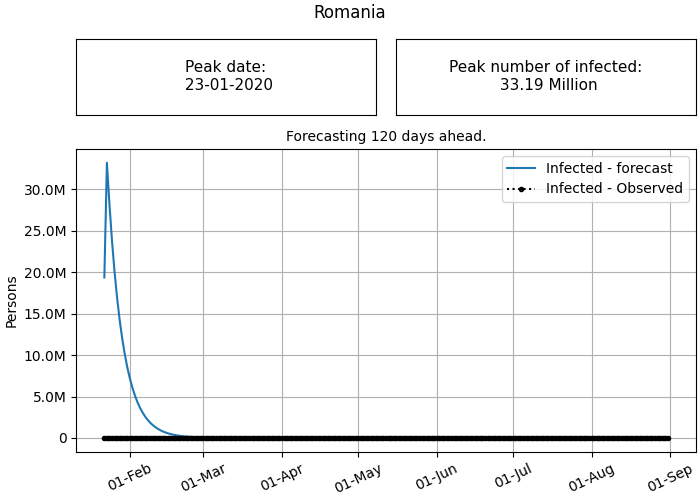 Romania
Peak date:
23-01-2020
Peak number of infected:
33.19 Million
Forecasting 120 days ahead.
Infected - forecast
Infected - Observed
30.0M
25.0M
20.0M
15.0M
10.0M
5.0M
0
Persons
01-Feb
01-Mar
01-Apr
01-May
01-Jun
01-Jul
01-Aug
01-Sep